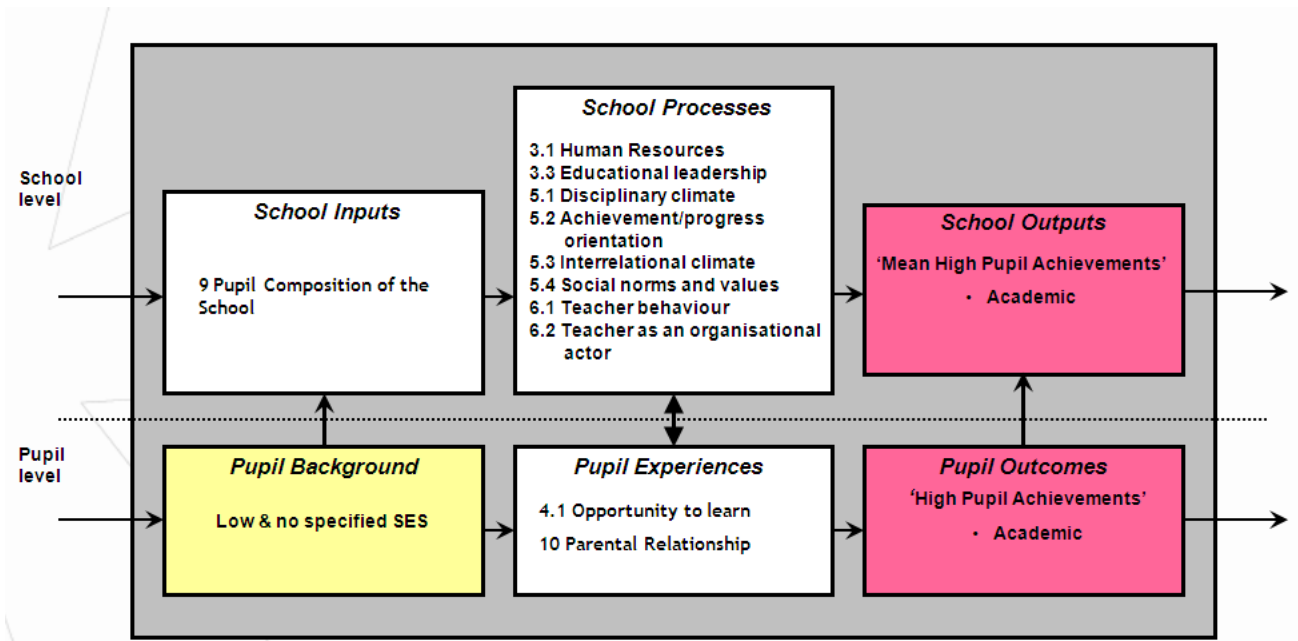 School
level
School Inputs
9 Pupil Composition of the
School
School Processes
3.1 Human Resources
3.3 Educational leadership
5.1 Disciplinary climate
5.2 Achievement/progress
orientation
5.3 Interrelational climate
5.4 Social norms and values
6.1 Teacher behaviour
6.2 Teacher as an organisational
actor
School Outputs
‘Mean High Pupil Achievements’
• Academic
Pupil
level
Pupil Background
Low & no specified SES
Pupil Experiences
4.1 Opportunity to learn
10 Parental Relationship
Pupil Outcomes
‘High Pupil Achievements’
• Academic